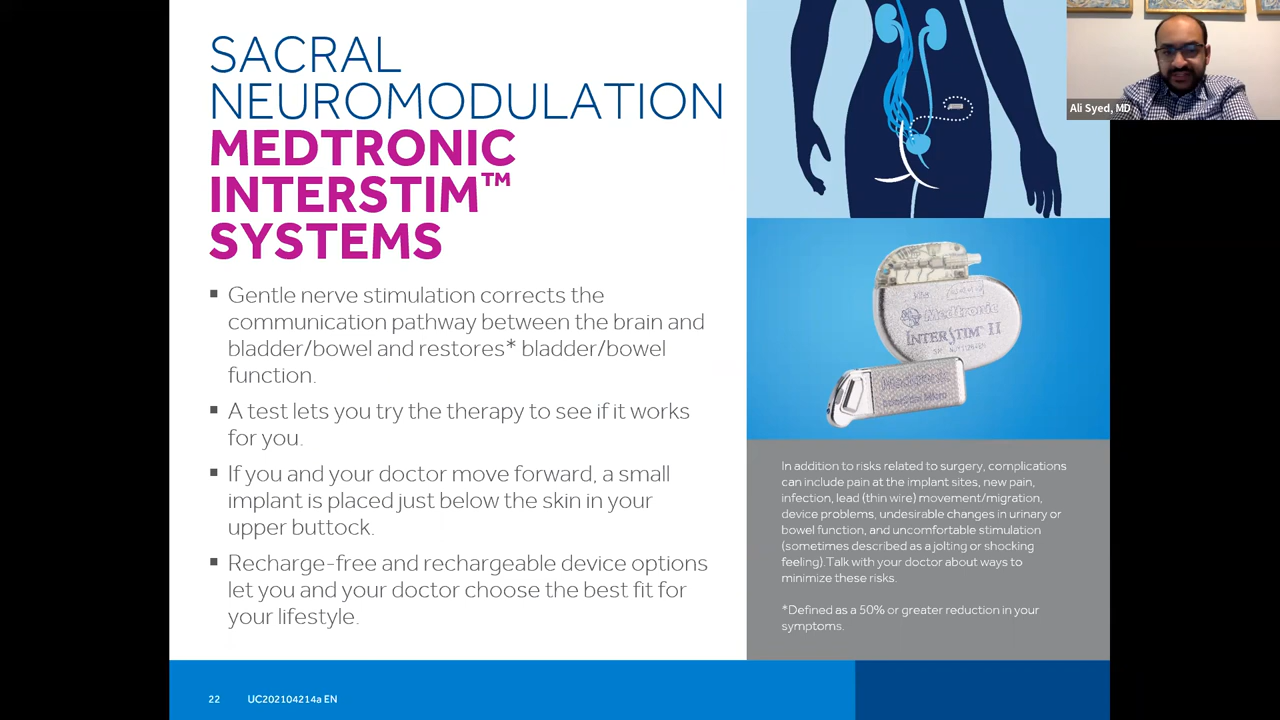 SACRAL
NEUROMODULATION
MEDTRONIC
INTERSTIM™
SYSTEMS
▪ Gentle nerve stimulation corrects the
communication pathway between the brain and
bladder/bowel and restores* bladder/bowel
function.
▪ A test lets you try the therapy to see if it works
for you.
▪ If you and your doctor move forward, a small
implant is placed just below the skin in your
upper buttock.
▪ Recharge-free and rechargeable device options
let you and your doctor choose the best fit for
your lifestyle.
Ali Syed, MD
Medtronic
INTERSTIM™ II
Medtronic
InterStim Micro
In addition to risks related to surgery, complications
can include pain at the implant sites, new pain,
infection, lead (thin wire) movement/migration,
device problems, undesirable changes in urinary or
bowel function, and uncomfortable stimulation
(sometimes described as a jolting or shocking
feeling).Talk with your doctor about ways to
minimize these risks.
*Defined as a 50% or greater reduction in your
symptoms.
22
UC202104214a EN